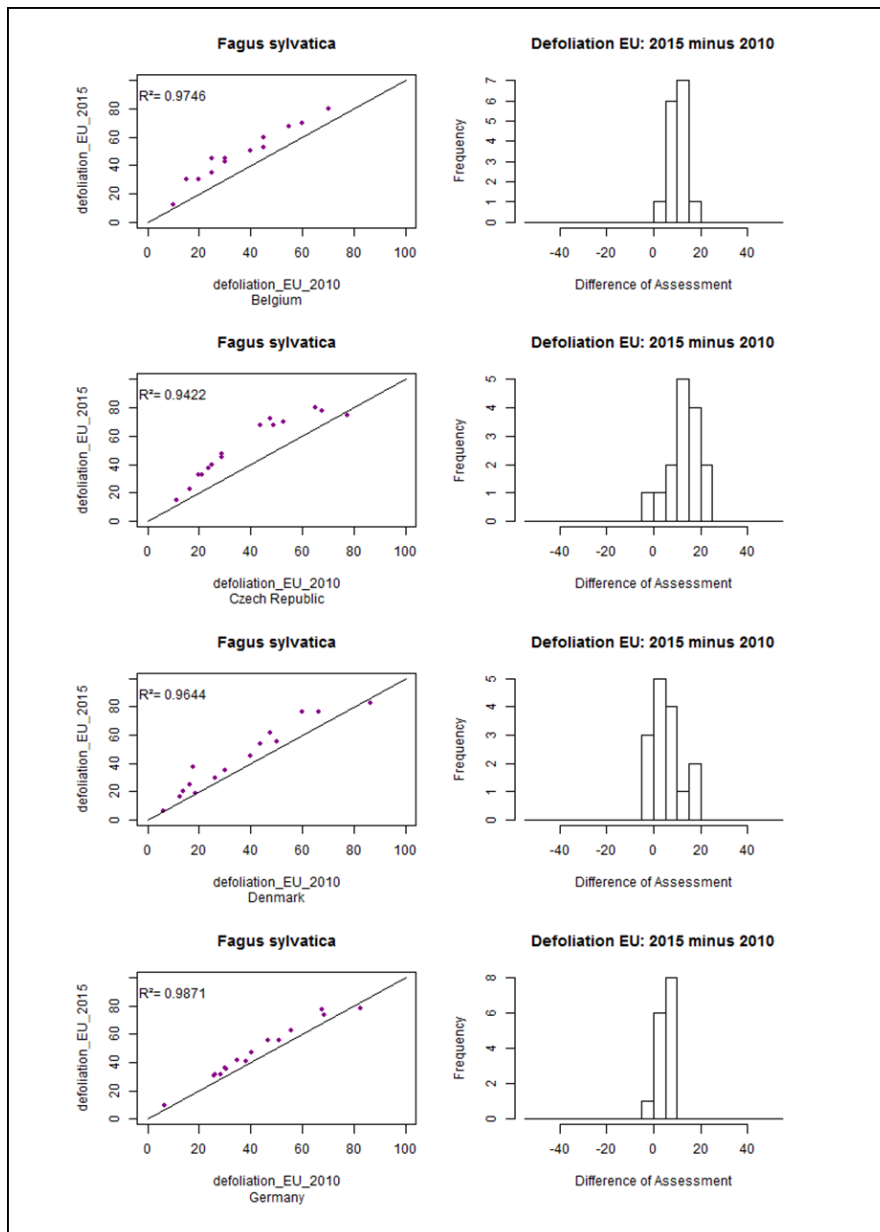 Fagus sylvatica
R²= 0.9746
defoliation_EU_2015
0 20 40 60 80
0 20 40 60 80 100
defoliation_EU_2010
Belgium
Defoliation EU: 2015 minus 2010
Frequency
0 1 2 3 4 5 6 7
-40 -20 0 20 40
Difference of Assessment
Fagus sylvatica
R²= 0.9422
defoliation_EU_2015
0 20 40 60 80
0 20 40 60 80 100
defoliation_EU_2010
Czech Republic
Defoliation EU: 2015 minus 2010
Frequency
0 1 2 3 4 5
-40 -20 0 20 40
Difference of Assessment
Fagus sylvatica
R²= 0.9644
defoliation_EU_2015
0 20 40 60 80
0 20 40 60 80 100
defoliation_EU_2010
Denmark
Defoliation EU: 2015 minus 2010
Frequency
0 1 2 3 4 5
-40 -20 0 20 40
Difference of Assessment
Fagus sylvatica
R²= 0.9871
defoliation_EU_2015
0 20 40 60 80
0 20 40 60 80 100
defoliation_EU_2010
Germany
Defoliation EU: 2015 minus 2010
Frequency
0 2 4 6 8
-40 -20 0 20 40
Difference of Assessment